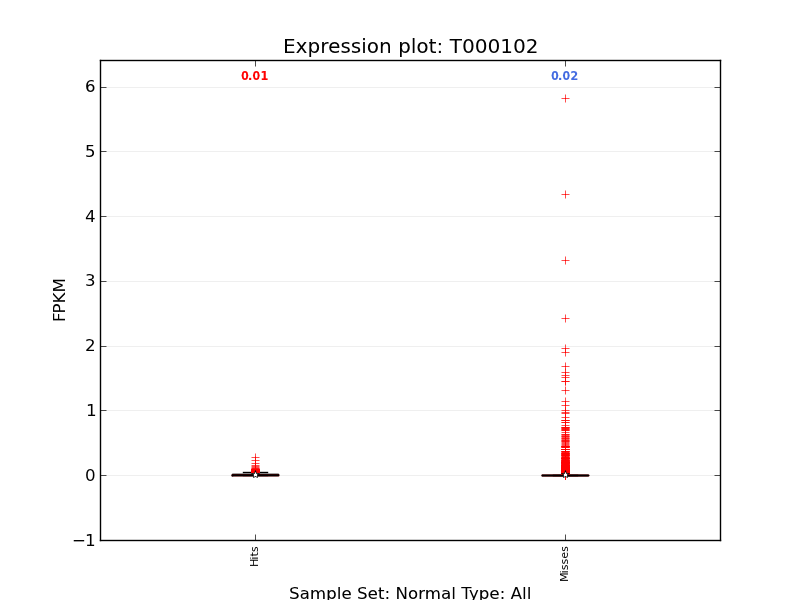 Expression plot: T000102
0.01
0.02
6
5
4
3
2
1
0
−1
FPKM
Hits
Misses
Sample Set: Normal Type: All